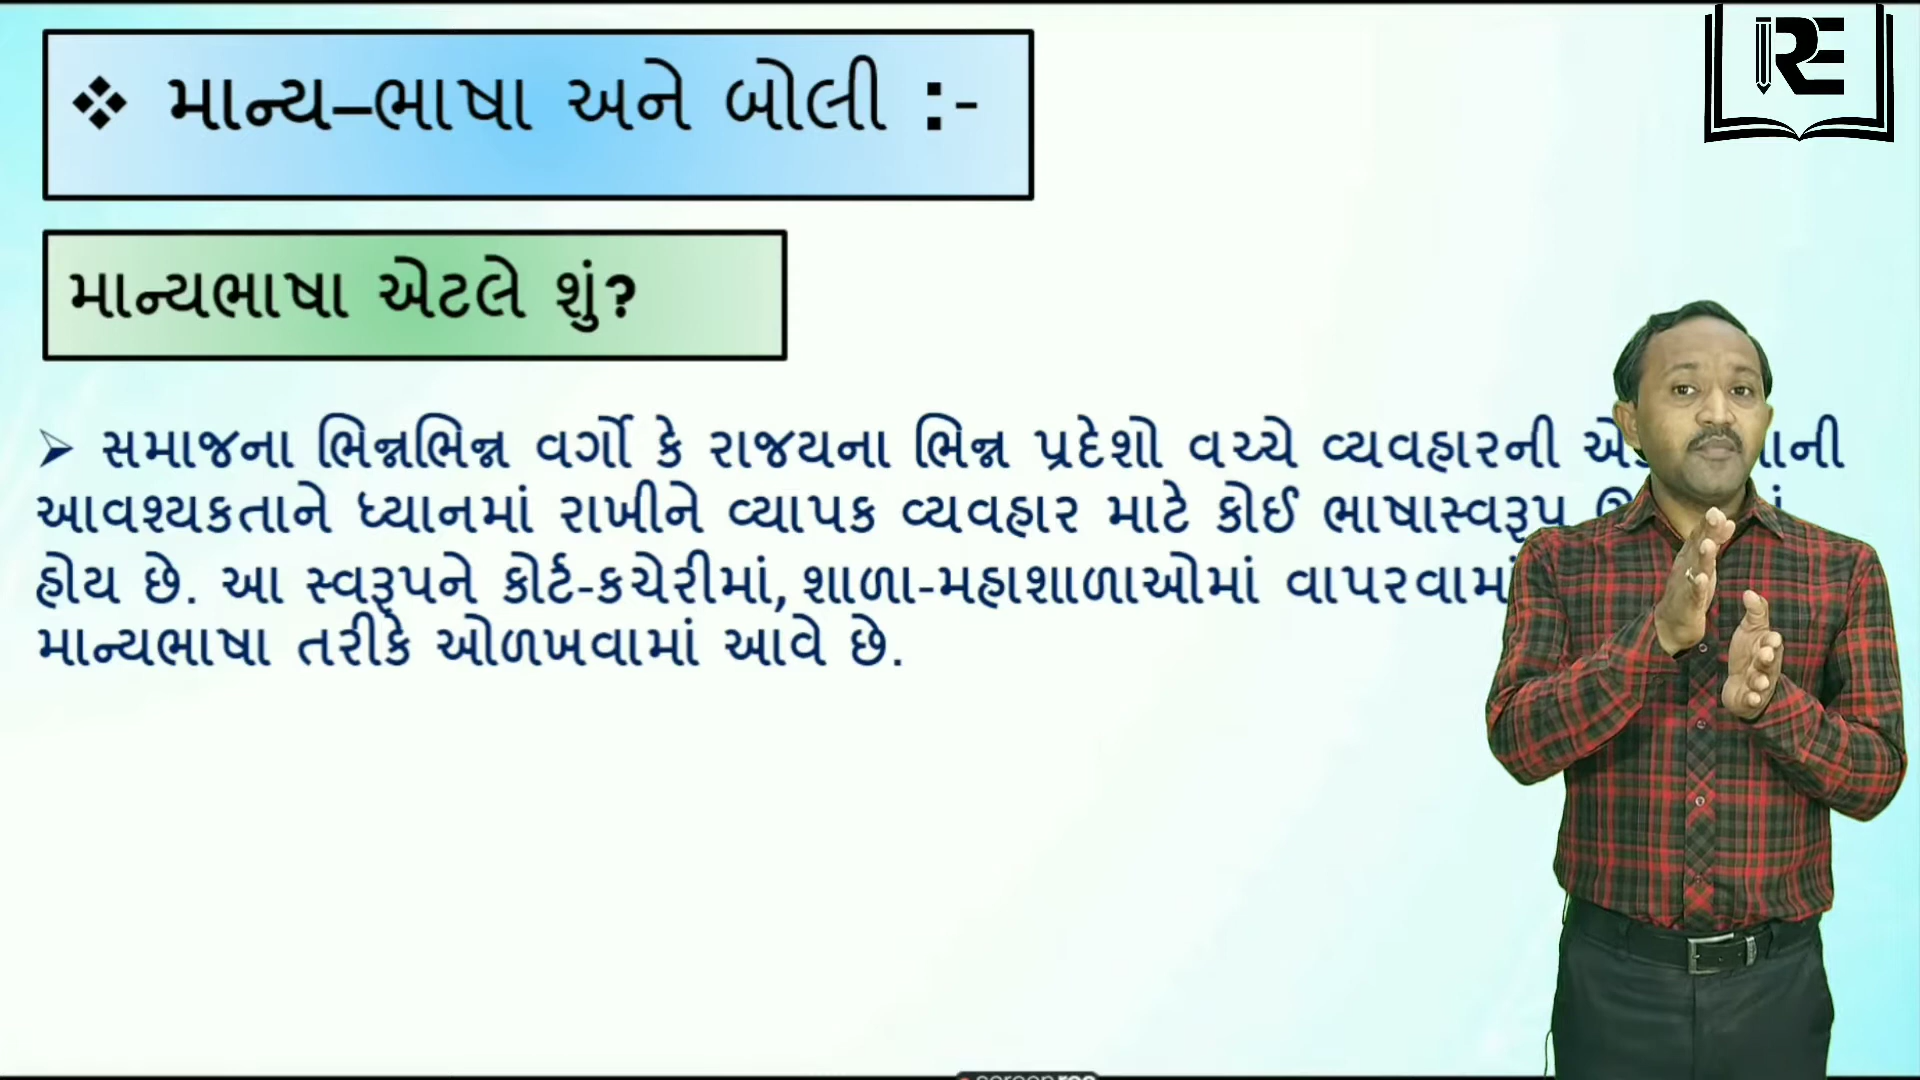 ❖ માન્ય–ભાષા અને બોલી :-
RE
માન્યભાષા એટલે શું?
➢ સમાજના ભિન્નભિન્ન વર્ગો કે રાજયના ભિન્ન પ્રદેશો વચ્ચે વ્યવહારની
આવશ્યકતાને ધ્યાનમાં રાખીને વ્યાપક વ્યવહાર માટે કોઈ ભાષાસ્વરૂપ
હોય છે. આ સ્વરૂપને કોર્ટ-કચેરીમાં, શાળા-મહાશાળાઓમાં
માન્યભાષા તરીકે ઓળખવામાં આવે છે.